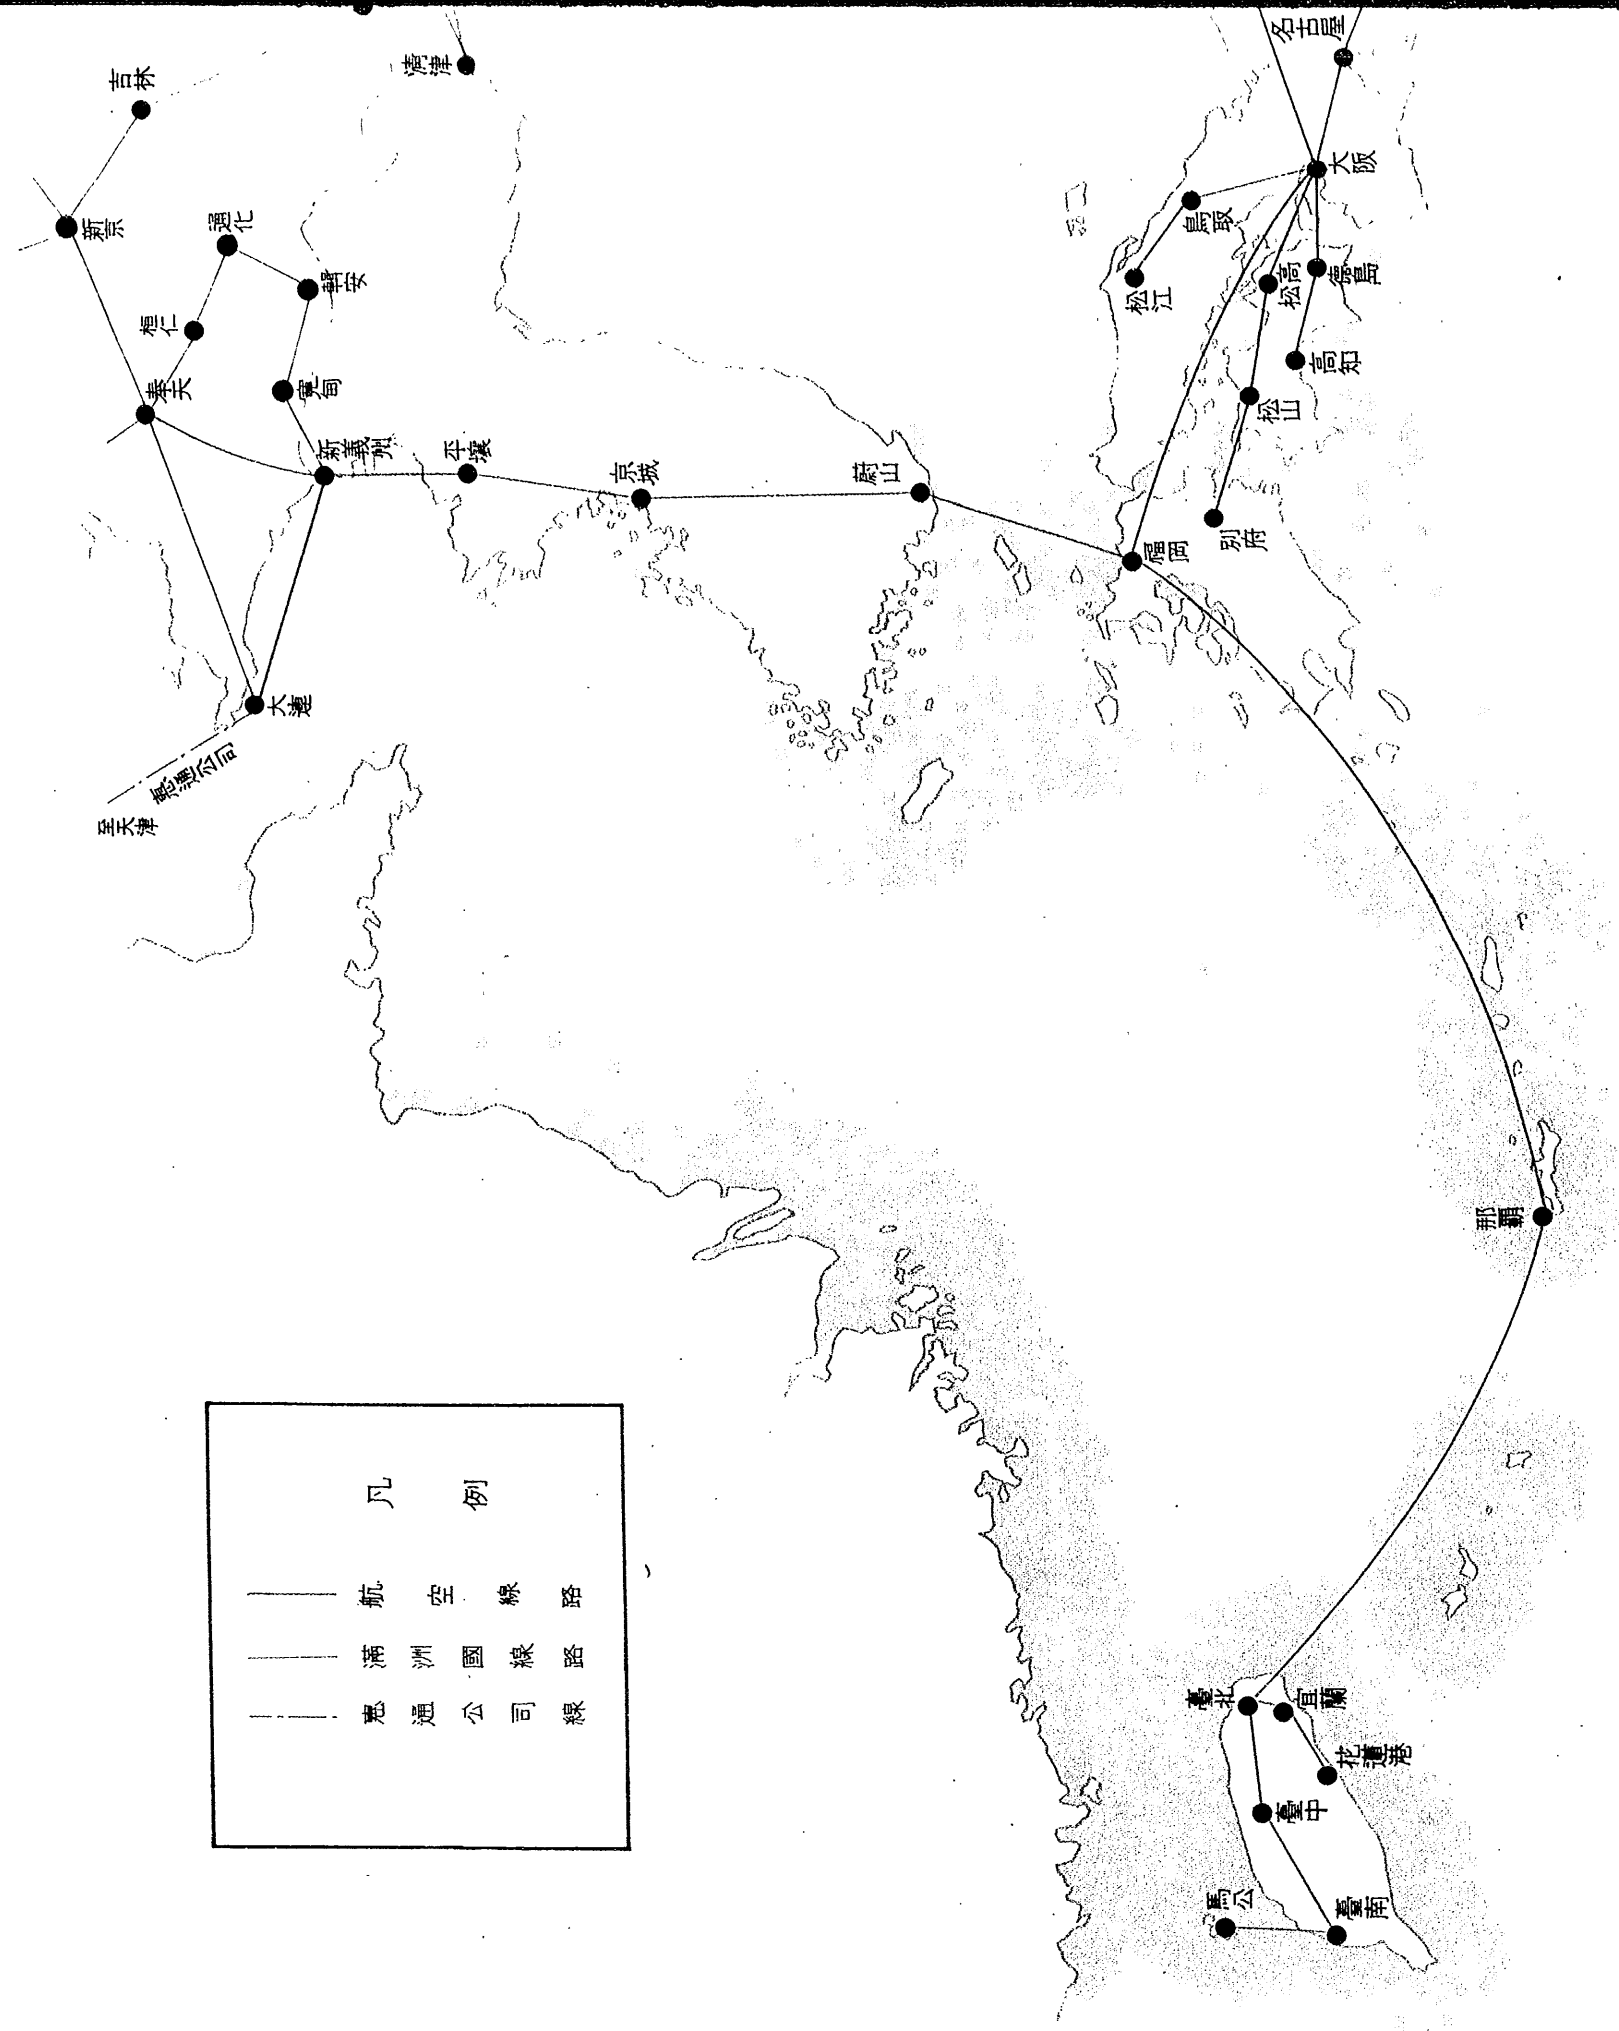 名古屋
清津
吉林
大阪
鳥取
新京
通化
松江
高松
徳島
輯安
桓仁
高知
奉天
寛甸
松山
新義州
平壌
京城
蔚山
別府
福岡
大連
惠通公司
至天津
那覇
凡例
航空線路
満洲國線路
惠通公司線
臺北
宜蘭
花蓮港
臺中
馬公
臺南